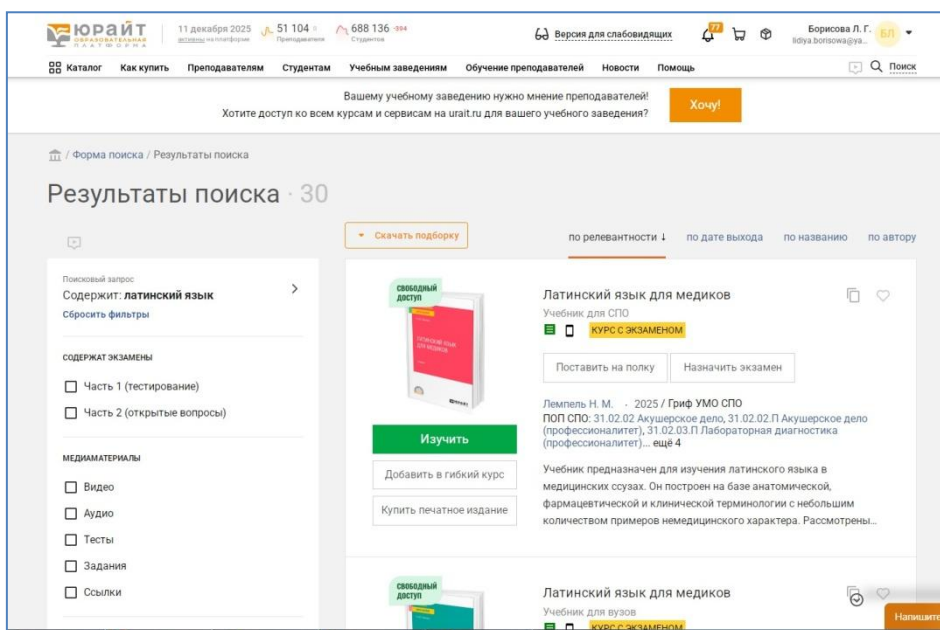 юрайт
ОБРАЗОВАТЕЛЬНАЯ
ПЛАТФОРМА
11 декабря 2025
активны на платформе
51 104
Преподаватели
688 136 -304
Студентов
Версия для слабовидящих
77
Борисова Л. Г.
lidiya.borisowa@ya...
БЛ
Каталог Как купить Преподавателям Студентам Учебным заведениям Обучение преподавателей Новости Помощь Поиск
Вашему учебному заведению нужно мнение преподавателей!
Хотите доступ ко всем курсам и сервисам на urait.ru для вашего учебного заведения?
Хочу!
/ Форма поиска / Результаты поиска
Результаты поиска · 30
Скачать подборку
по релевантности ↓ по дате выхода по названию по автору
Поисковый запрос
Содержит: латинский язык
Сбросить фильтры
СОДЕРЖАТ ЭКЗАМЕНЫ
Часть 1 (тестирование)
Часть 2 (открытые вопросы)
МЕДИАМАТЕРИАЛЫ
Видео
Аудио
Тесты
Задания
Ссылки
СВОБОДНЫЙ
ДОСТУП
ЛАТИНСКИЙ ЯЗЫК
ДЛЯ МЕДИКОВ
Изучить
Добавить в гибкий курс
Купить печатное издание
Латинский язык для медиков
Учебник для СПО
КУРС С ЭКЗАМЕНОМ
Поставить на полку
Назначить экзамен
Лемпель Н. М. · 2025 / Гриф УМО СПО
ПОП СПО: 31.02.02 Акушерское дело, 31.02.02.П Акушерское дело
(профессионалитет), 31.02.03.П Лабораторная диагностика
(профессионалитет)... ещё 4
Учебник предназначен для изучения латинского языка в
медицинских ссузах. Он построен на базе анатомической,
фармацевтической и клинической терминологии с небольшим
количеством примеров немедицинского характера. Рассмотрены...
СВОБОДНЫЙ
ДОСТУП
Латинский язык для медиков
Учебник для вузов
КУРС С ЭКЗАМЕНОМ
Напишите